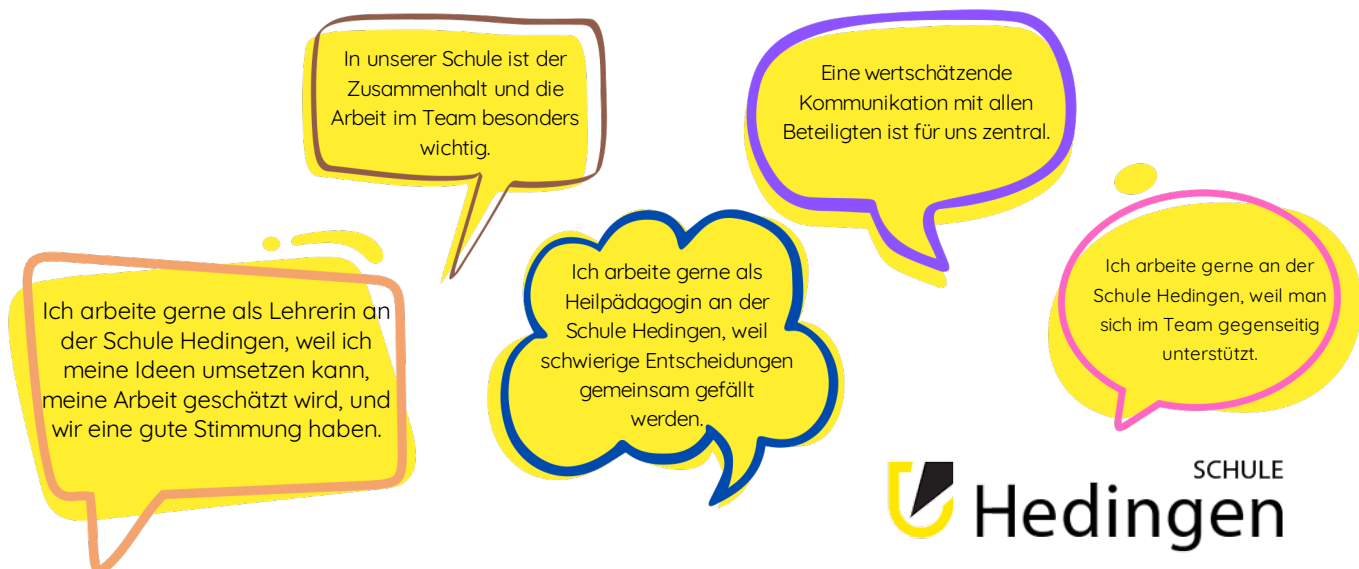 In unserer Schule ist der
Zusammenhalt und die
Arbeit im Team besonders
wichtig.
Eine wertschätzende
Kommunikation mit allen
Beteiligten ist für uns zentral.
Ich arbeite gerne als Lehrerin an
der Schule Hedingen, weil ich
meine Ideen umsetzen kann,
meine Arbeit geschätzt wird, und
wir eine gute Stimmung haben.
Ich arbeite gerne als
Heilpädagogin an der
Schule Hedingen, weil
schwierige Entscheidungen
gemeinsam gefällt
werden.
Ich arbeite gerne an der
Schule Hedingen, weil man
sich im Team gegenseitig
unterstützt.
SCHULE
Hedingen